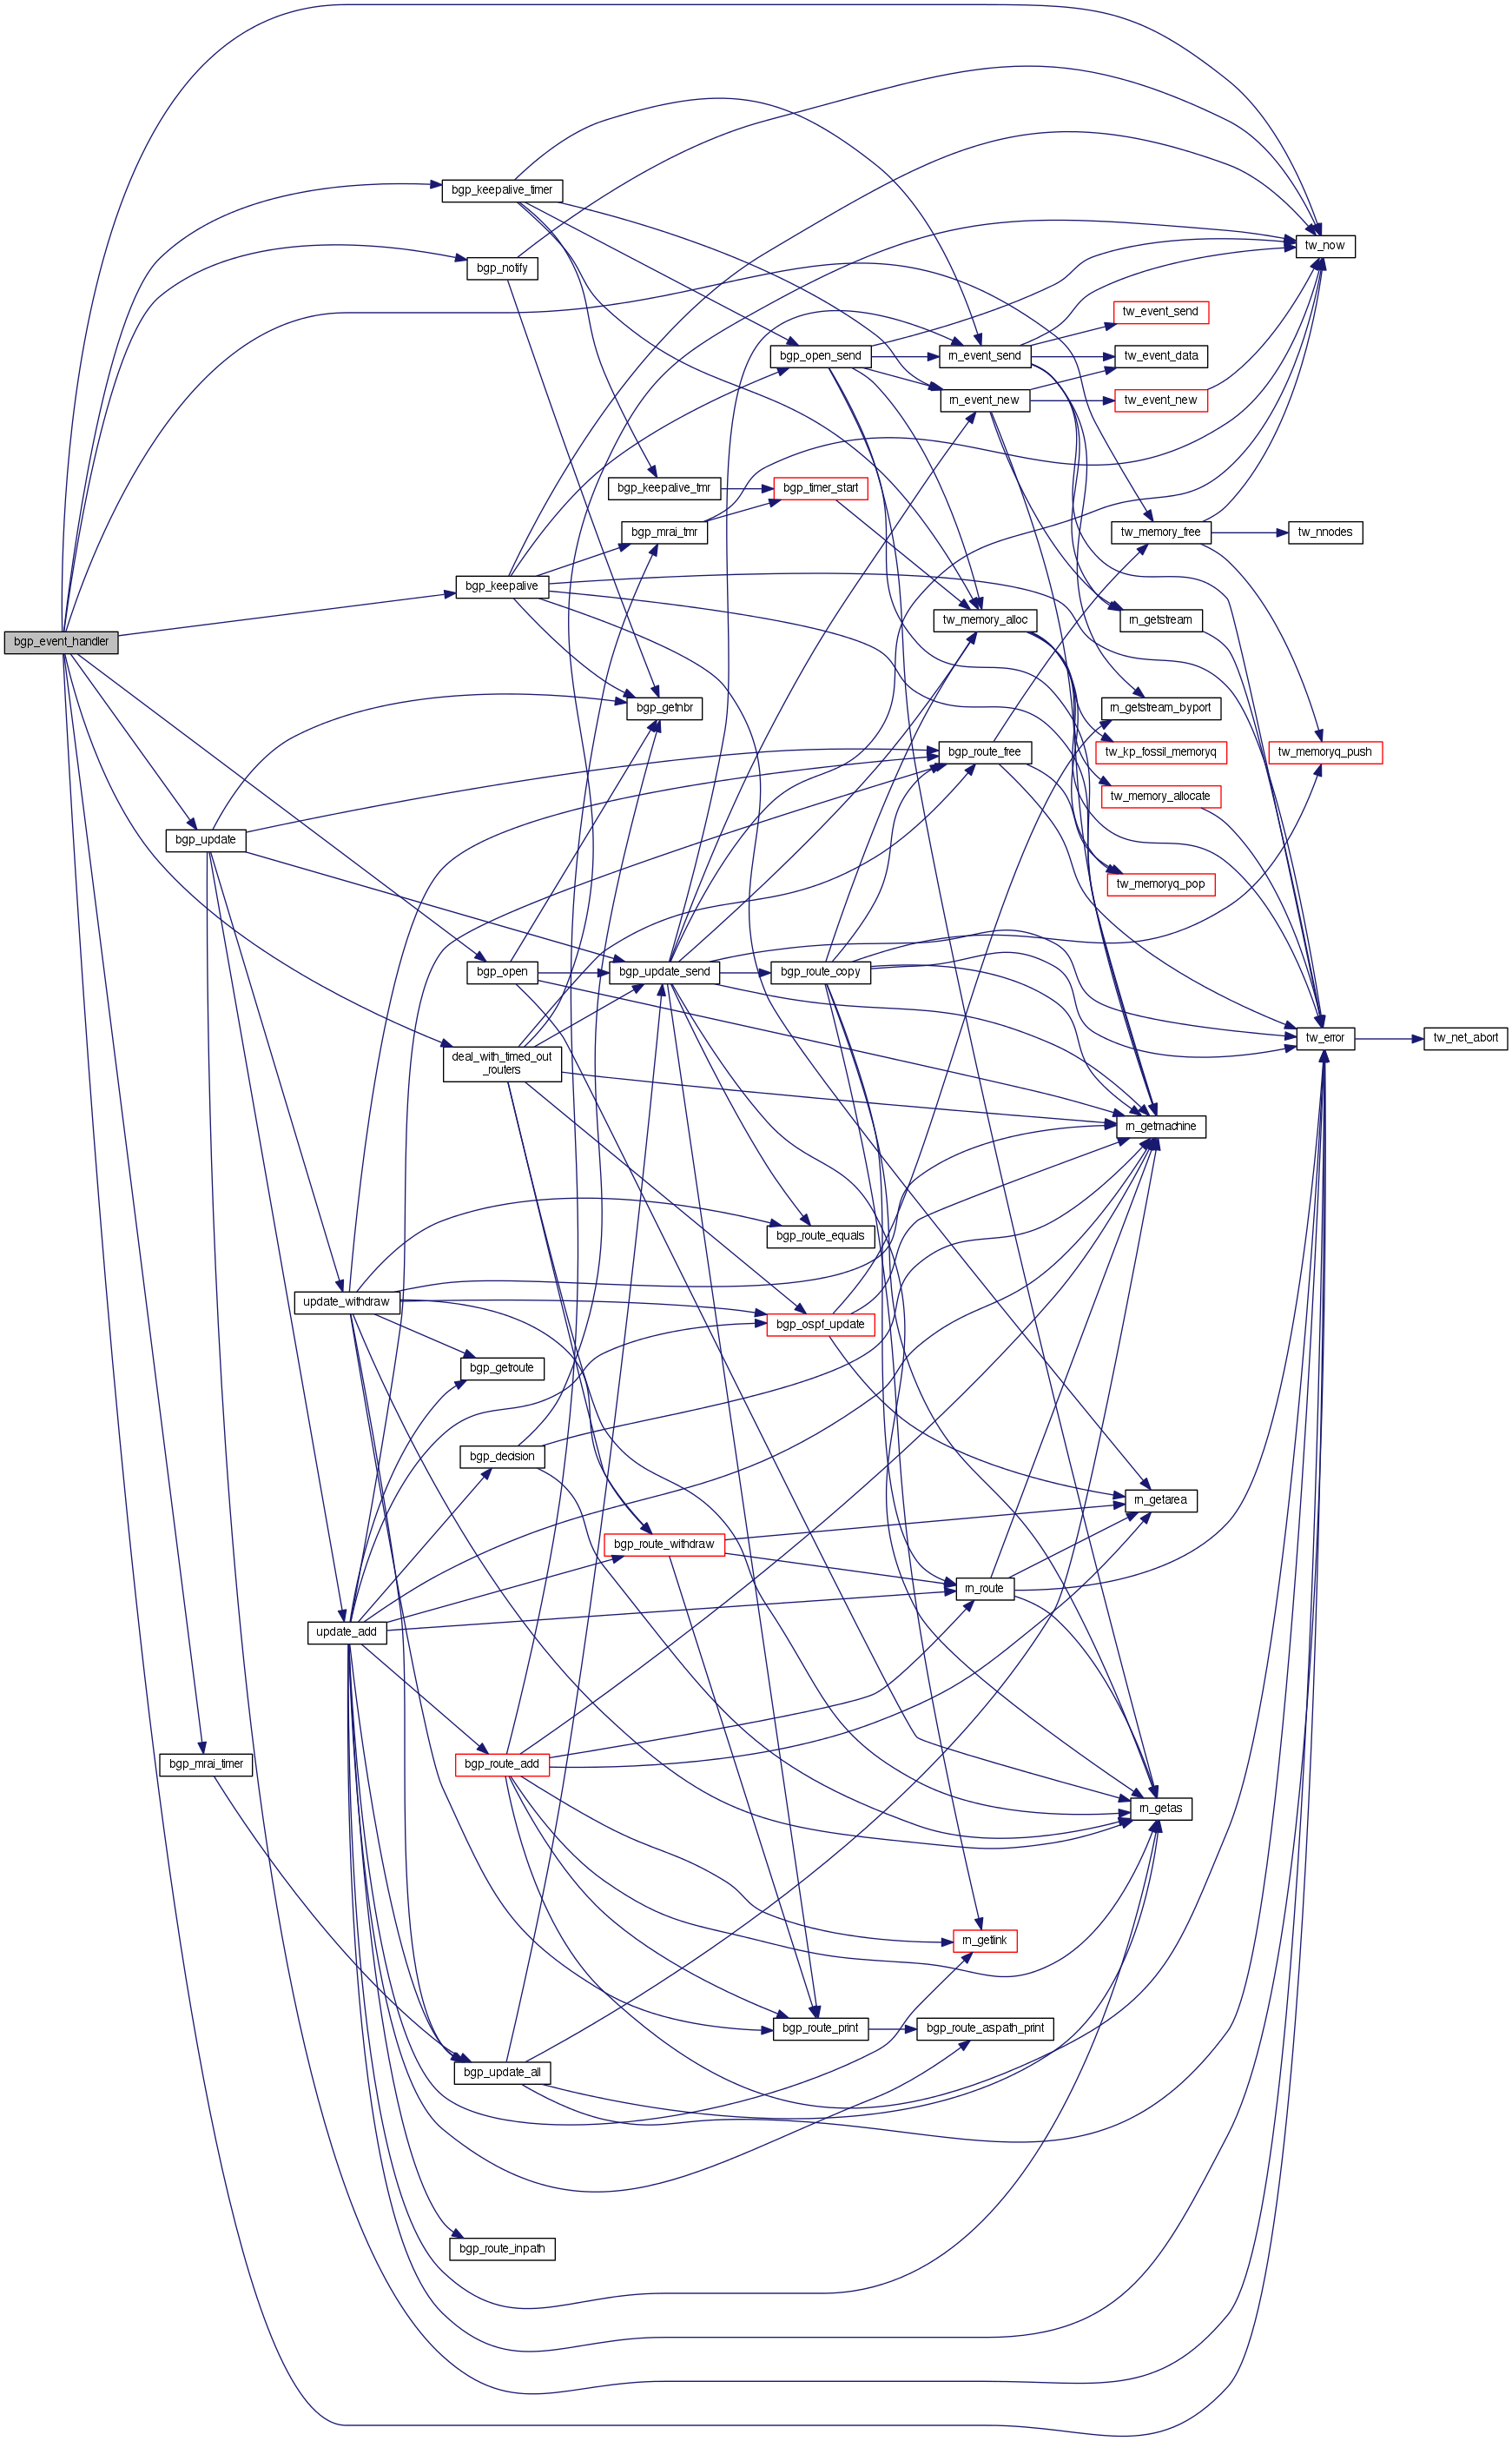 bgp_keepalive_timer
tw_now
bgp_notify
tw_event_send
bgp_open_send
rn_event_send
tw_event_data
rn_event_new
tw_event_new
bgp_keepalive_tmr
bgp_timer_start
bgp_mrai_tmr
tw_memory_free
tw_nnodes
bgp_keepalive
tw_memory_alloc
rn_getstream
bgp_event_handler
bgp_getnbr
rn_getstream_byport
bgp_route_free
tw_kp_fossil_memoryq
tw_memoryq_push
tw_memory_allocate
bgp_update
tw_memoryq_pop
bgp_open
bgp_update_send
bgp_route_copy
tw_error
tw_net_abort
deal_with_timed_out
_routers
rn_getmachine
bgp_route_equals
update_withdraw
bgp_ospf_update
bgp_getroute
bgp_decision
rn_getarea
bgp_route_withdraw
rn_route
update_add
bgp_mrai_timer
bgp_route_add
rn_getas
rn_getlink
bgp_route_print
bgp_route_aspath_print
bgp_update_all
bgp_route_inpath